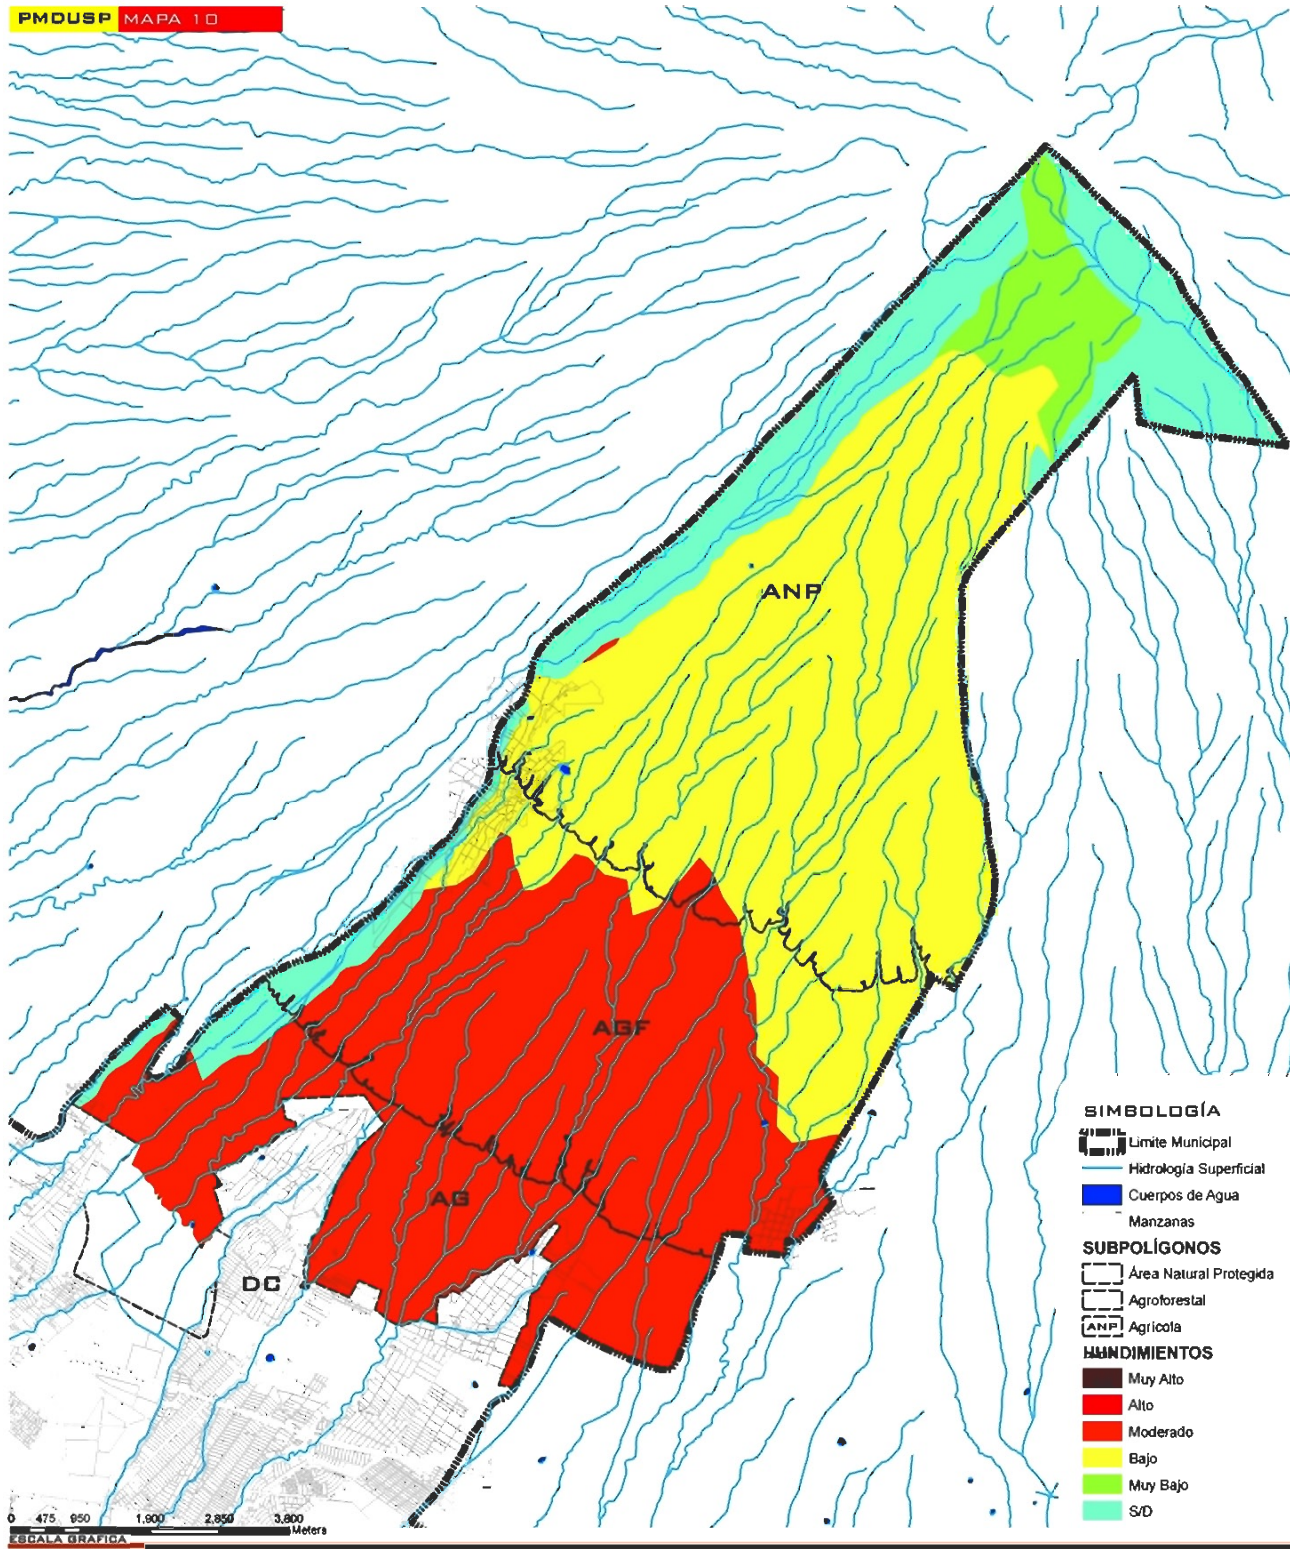 PMDUSP MAPA 10
ANP
AGF
AG
DC
SIMBOLOGÍA
Limite Municipal
Hidrología Superficial
Cuerpos de Agua
Manzanas
SUBPOLÍGONOS
Área Natural Protegida
Agroforestal
ANP Agricola
HUNDIMIENTOS
Muy Alto
Alto
Moderado
Bajo
Muy Bajo
S/D
0 475 950 1,900 2,850 3,800
Meters
ESCALA GRAFICA